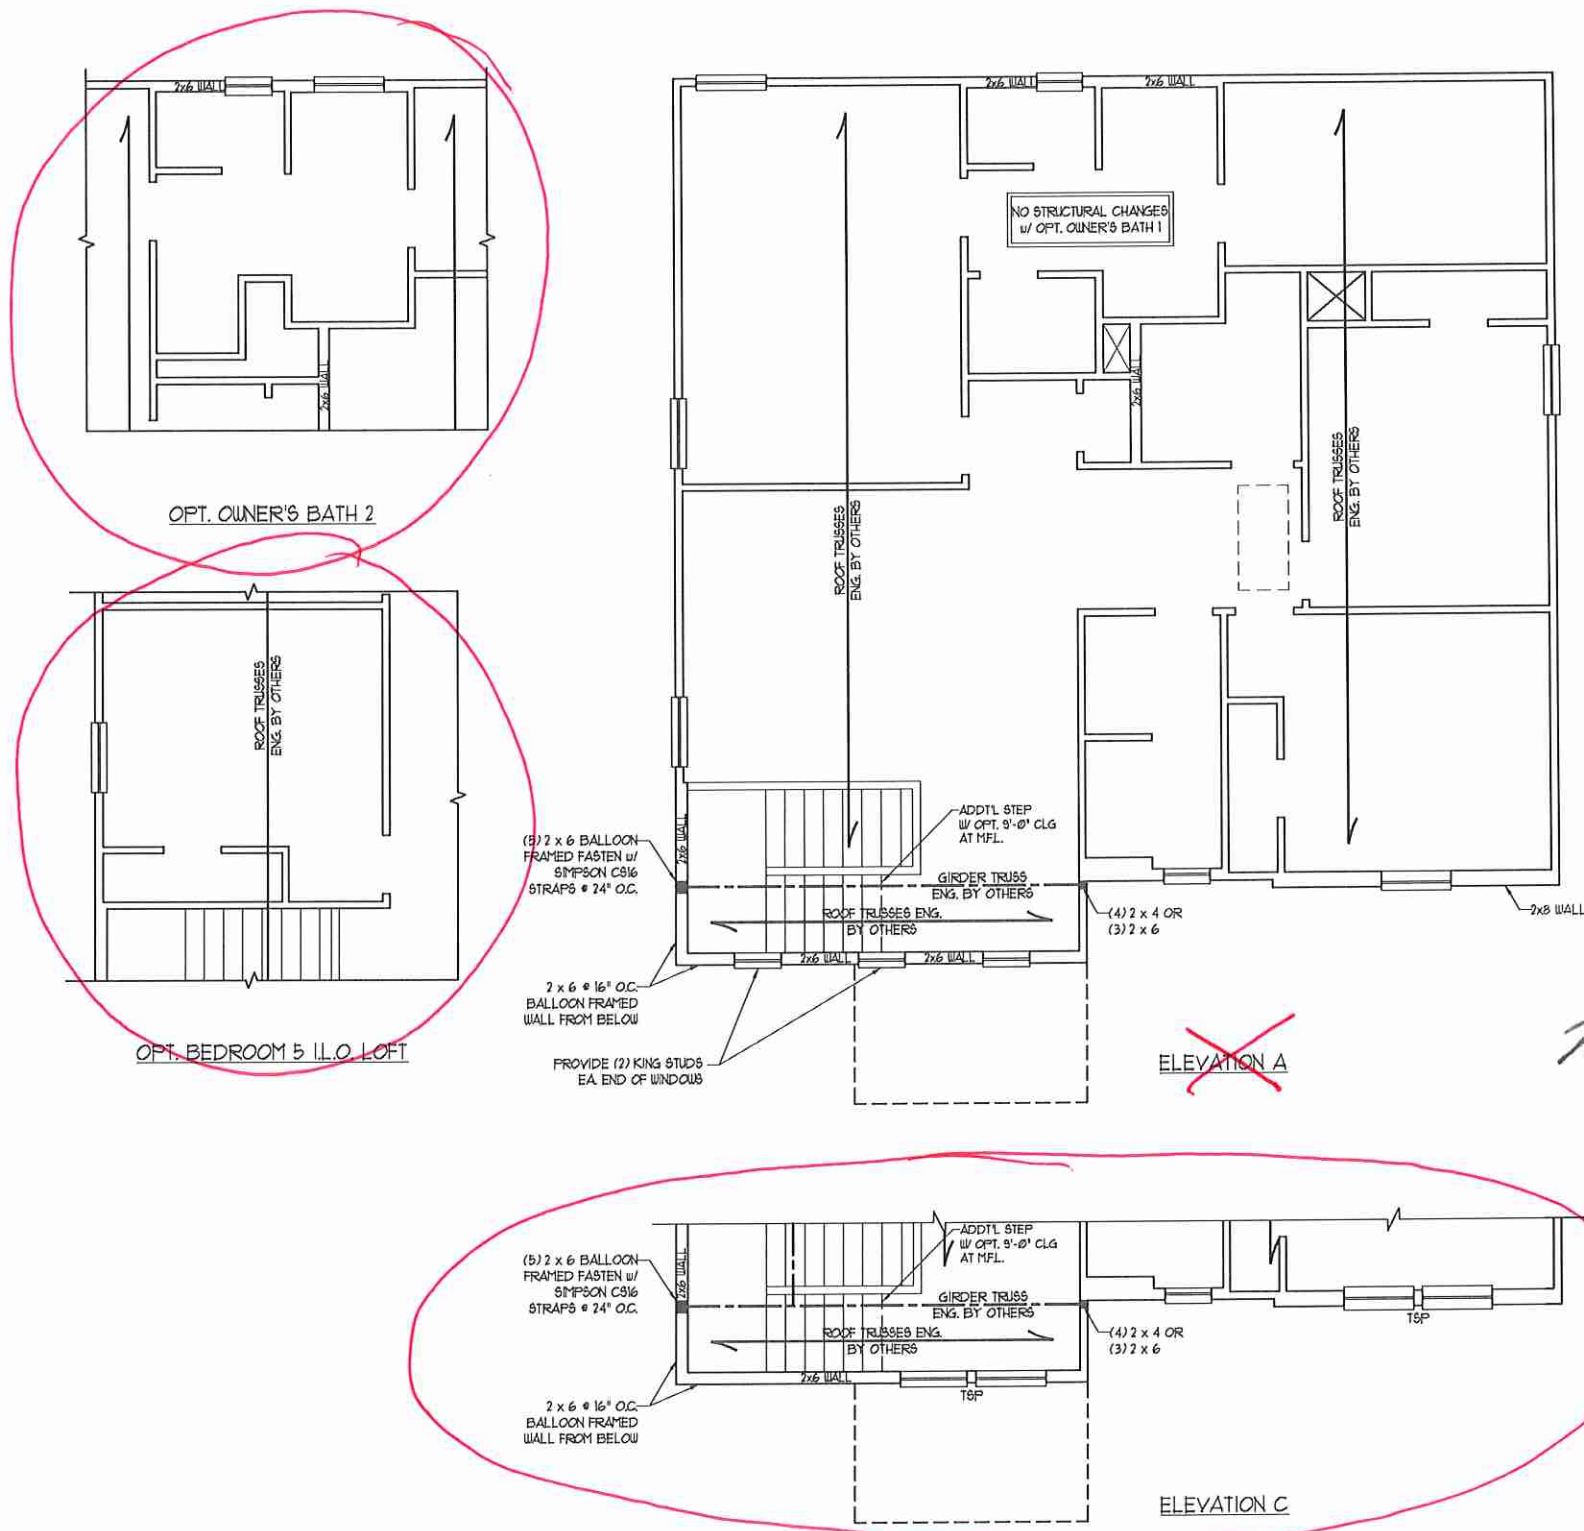 2x6 WALL
2x6 WALL
OPT. OWNER'S BATH 2
ROOF TRUSSES
ENG. BY OTHERS
OPT. BEDROOM 5 I.L.O. LOFT
2x6 WALL
2x6 WALL
NO STRUCTURAL CHANGES
w/ OPT. OWNER'S BATH 1
2x6 WALL
ROOF TRUSSES
ENG. BY OTHERS
ROOF TRUSSES
ENG. BY OTHERS
2x6 WALL
(5) 2 x 6 BALLOON
FRAMED FASTEN w/
SIMPSON CS16
STRAPS @ 24" O.C.
ADDT'L STEP
W/ OPT. 9'-0" CLG
AT MFL.
GIRDER TRUSS
ENG. BY OTHERS
ROOF TRUSSES ENG.
BY OTHERS
(4) 2 x 4 OR
(3) 2 x 6
2x8 WALL
2x6 WALL
2x6 WALL
2 x 6 @ 16" O.C.
BALLOON FRAMED
WALL FROM BELOW
PROVIDE (2) KING STUDS
EA. END OF WINDOWS
ELEVATION A
2x6 WALL
(5) 2 x 6 BALLOON
FRAMED FASTEN w/
SIMPSON CS16
STRAPS @ 24" O.C.
ADDT'L STEP
W/ OPT. 9'-0" CLG
AT MFL.
GIRDER TRUSS
ENG. BY OTHERS
ROOF TRUSSES ENG.
BY OTHERS
(4) 2 x 4 OR
(3) 2 x 6
TSP
2x6 WALL
TSP
2 x 6 @ 16" O.C.
BALLOON FRAMED
WALL FROM BELOW
ELEVATION C